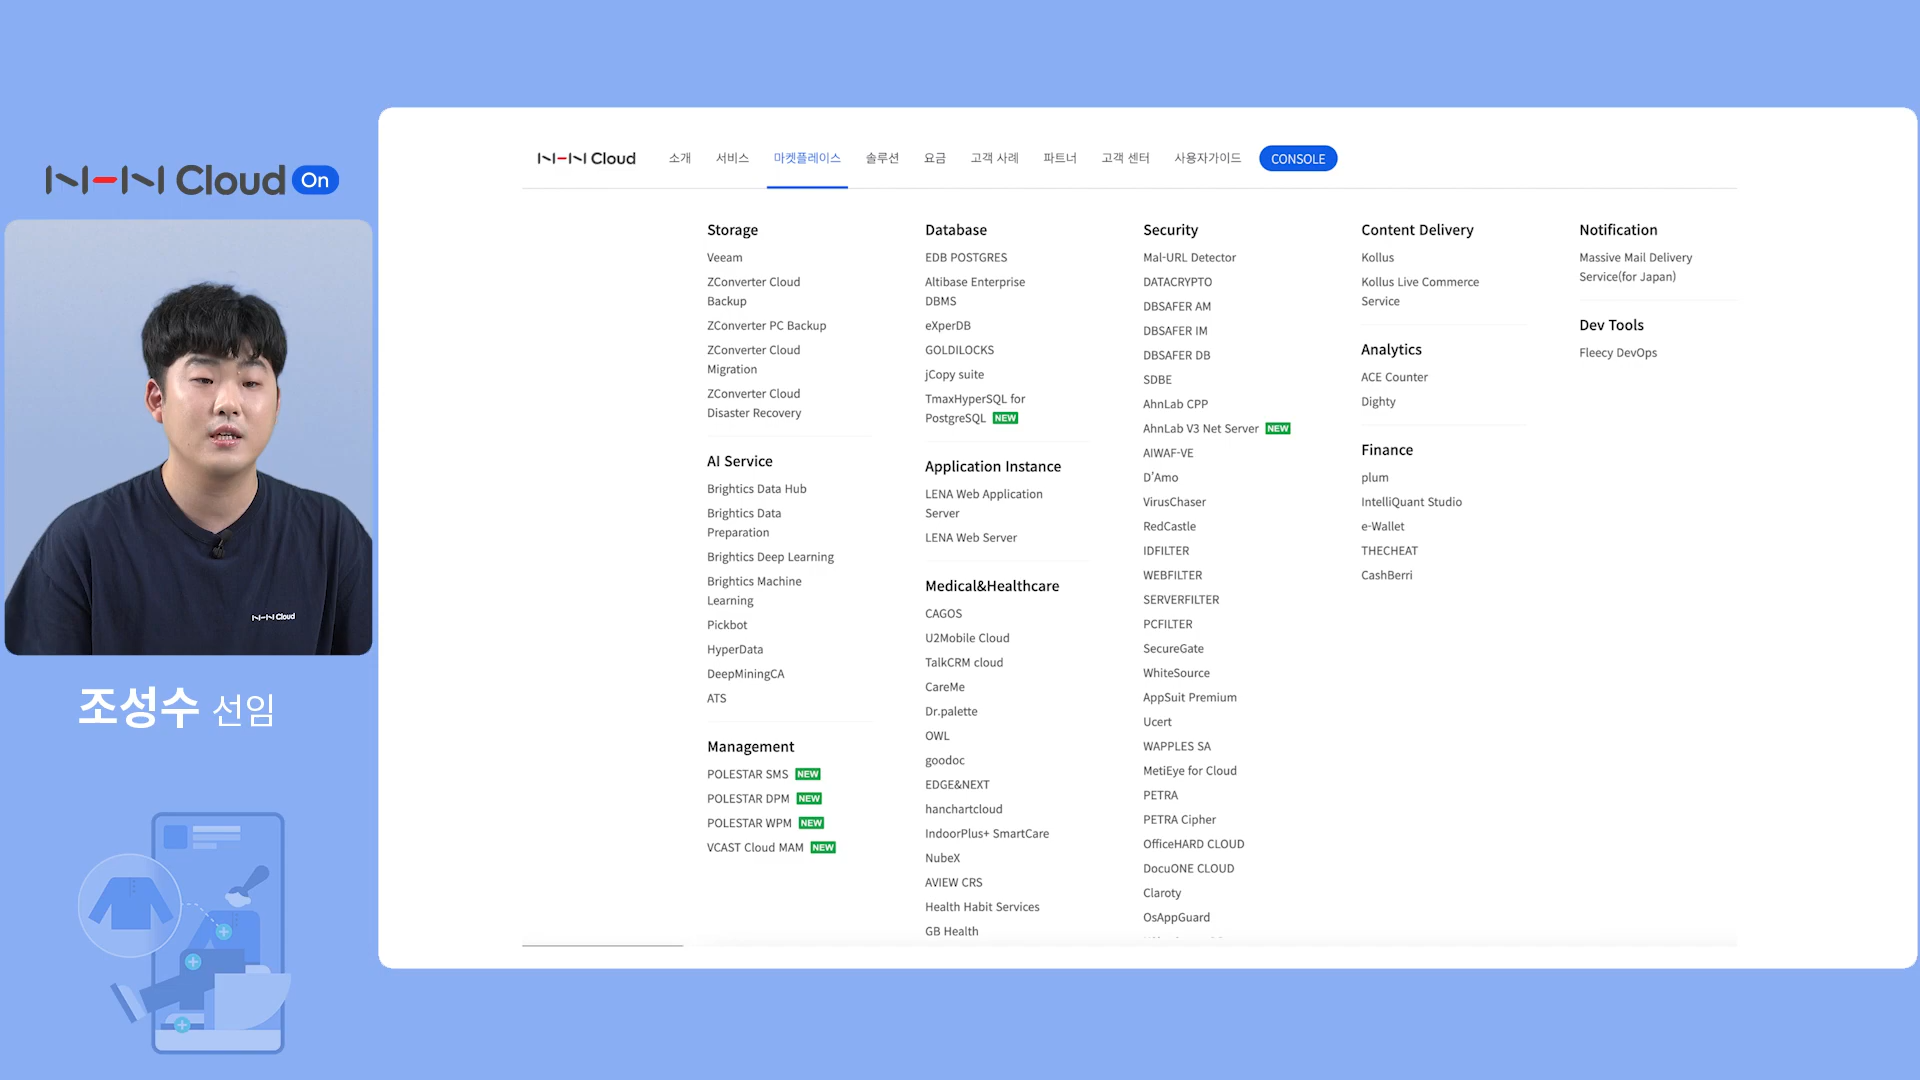 NHN Cloud On
NHN Cloud
조성수 선임
NHN Cloud
소개
서비스
마켓플레이스
솔루션
요금
고객 사례
파트너
고객 센터
사용자가이드
CONSOLE
Storage
Veeam
ZConverter Cloud
Backup
ZConverter PC Backup
ZConverter Cloud
Migration
ZConverter Cloud
Disaster Recovery
AI Service
Brightics Data Hub
Brightics Data
Preparation
Brightics Deep Learning
Brightics Machine
Learning
Pickbot
HyperData
DeepMiningCA
ATS
Management
POLESTAR SMS NEW
POLESTAR DPM NEW
POLESTAR WPM NEW
VCAST Cloud MAM NEW
Database
EDB POSTGRES
Altibase Enterprise
DBMS
eXperDB
GOLDILOCKS
jCopy suite
TmaxHyperSQL for
PostgreSQL NEW
Application Instance
LENA Web Application
Server
LENA Web Server
Medical&Healthcare
CAGOS
U2Mobile Cloud
TalkCRM cloud
CareMe
Dr.palette
OWL
goodoc
EDGE&NEXT
hanchartcloud
IndoorPlus+ SmartCare
NubeX
AVIEW CRS
Health Habit Services
GB Health
Security
Mal-URL Detector
DATACRYPTO
DBSAFER AM
DBSAFER IM
DBSAFER DB
SDBE
AhnLab CPP
AhnLab V3 Net Server NEW
AIWAF-VE
D'Amo
VirusChaser
RedCastle
IDFILTER
WEBFILTER
SERVERFILTER
PCFILTER
SecureGate
WhiteSource
AppSuit Premium
Ucert
WAPPLES SA
MetiEye for Cloud
PETRA
PETRA Cipher
OfficeHARD CLOUD
DocuONE CLOUD
Claroty
OsAppGuard
Content Delivery
Kollus
Kollus Live Commerce
Service
Analytics
ACE Counter
Dighty
Finance
plum
IntelliQuant Studio
e-Wallet
THECHEAT
CashBerri
Notification
Massive Mail Delivery
Service(for Japan)
Dev Tools
Fleecy DevOps